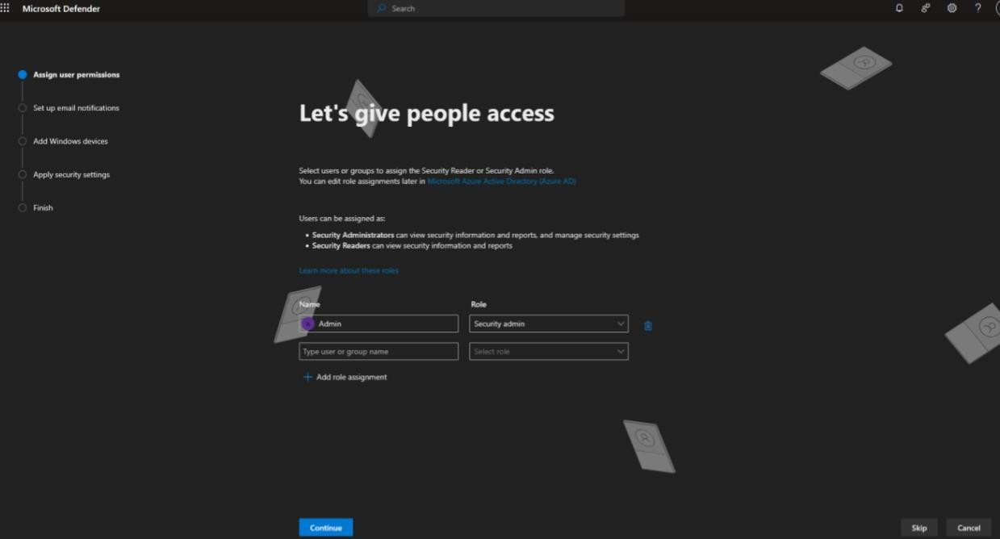 Microsoft Defender
Search
?
Assign user permissions
Set up email notifications
Add Windows devices
Apply security settings
Finish
Let's give people access
Select users or groups to assign the Security Reader or Security Admin role.
You can edit role assignments later in Microsoft Azure Active Directory (Azure AD)
Users can be assigned as:
• Security Administrators can view security information and reports, and manage security settings
• Security Readers can view security information and reports
Learn more about these roles
Name Role
A Admin Security admin
Type user or group name Select role
+ Add role assignment
Continue Skip Cancel